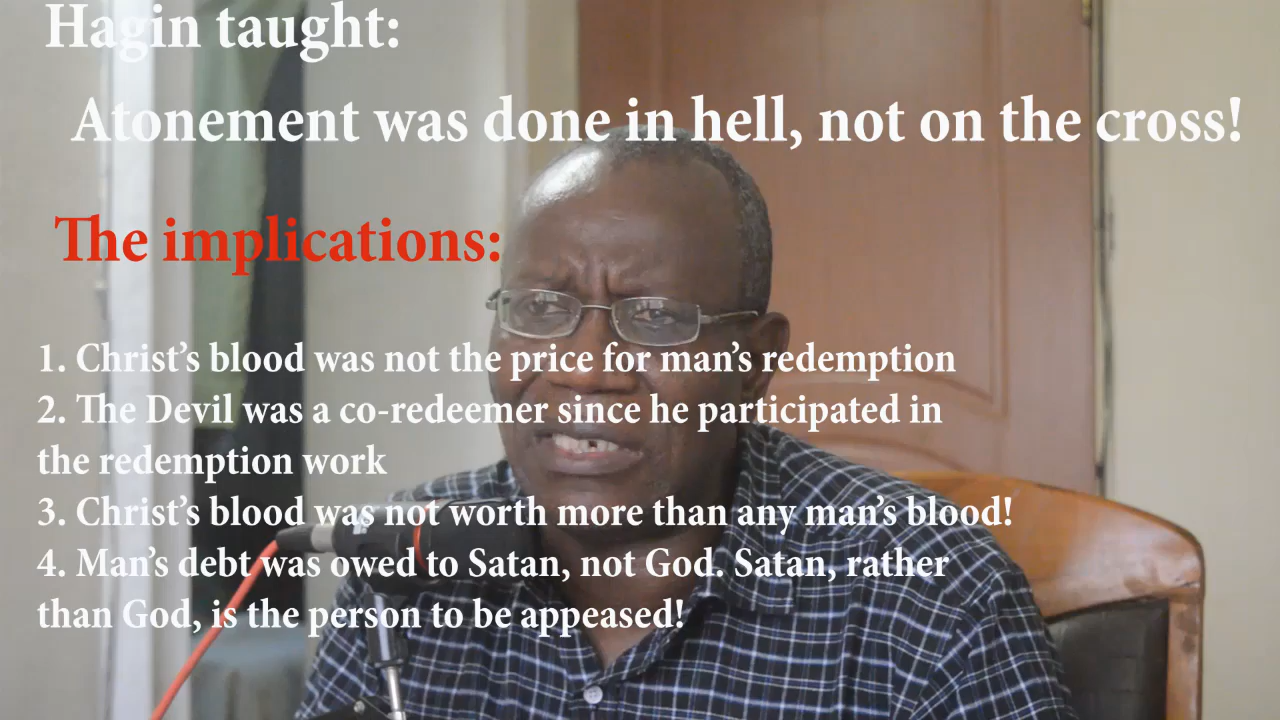 Hagin taught:
Atonement was done in hell, not on the cross!
The implications:
1. Christ’s blood was not the price for man’s redemption
2. The Devil was a co-redeemer since he participated in
the redemption work
3. Christ’s blood was not worth more than any man’s blood!
4. Man’s debt was owed to Satan, not God. Satan, rather
than God, is the person to be appeased!